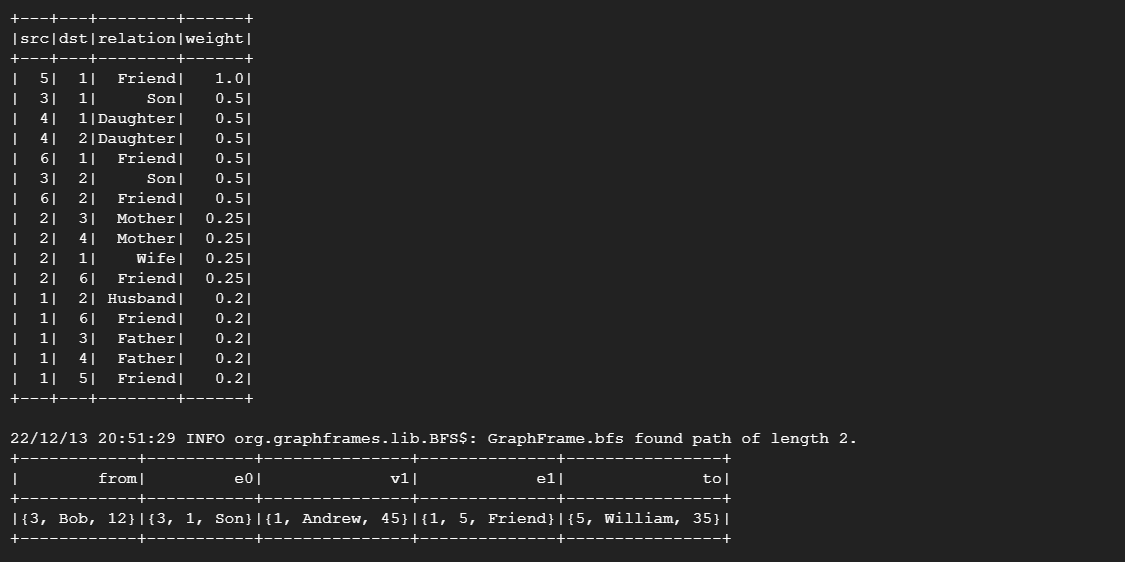 +---+---+--------+------+
|src|dst|relation|weight|
+---+---+--------+------+
|  5|  1|  Friend|   1.0|
|  3|  1|     Son|   0.5|
|  4|  1|Daughter|   0.5|
|  4|  2|Daughter|   0.5|
|  6|  1|  Friend|   0.5|
|  3|  2|     Son|   0.5|
|  6|  2|  Friend|   0.5|
|  2|  3|  Mother|  0.25|
|  2|  4|  Mother|  0.25|
|  2|  1|    Wife|  0.25|
|  2|  6|  Friend|  0.25|
|  1|  2| Husband|   0.2|
|  1|  6|  Friend|   0.2|
|  1|  3|  Father|   0.2|
|  1|  4|  Father|   0.2|
|  1|  5|  Friend|   0.2|
+---+---+--------+------+

22/12/13 20:51:29 INFO org.graphframes.lib.BFS$: GraphFrame.bfs found path of length 2.
+------------+-----------+---------------+--------------+----------------+
|        from|         e0|             v1|            e1|              to|
+------------+-----------+---------------+--------------+----------------+
|{3, Bob, 12}|{3, 1, Son}|{1, Andrew, 45}|{1, 5, Friend}|{5, William, 35}|
+------------+-----------+---------------+--------------+----------------+